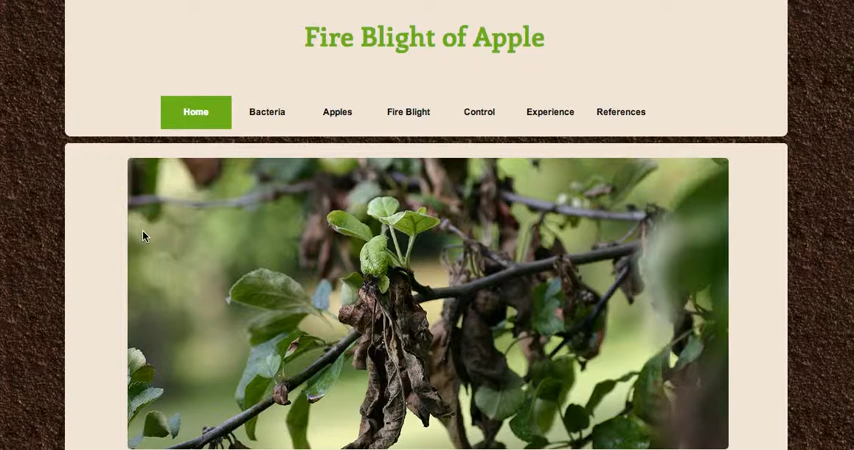 Fire Blight of Apple
Home Bacteria Apples Fire Blight Control Experience References